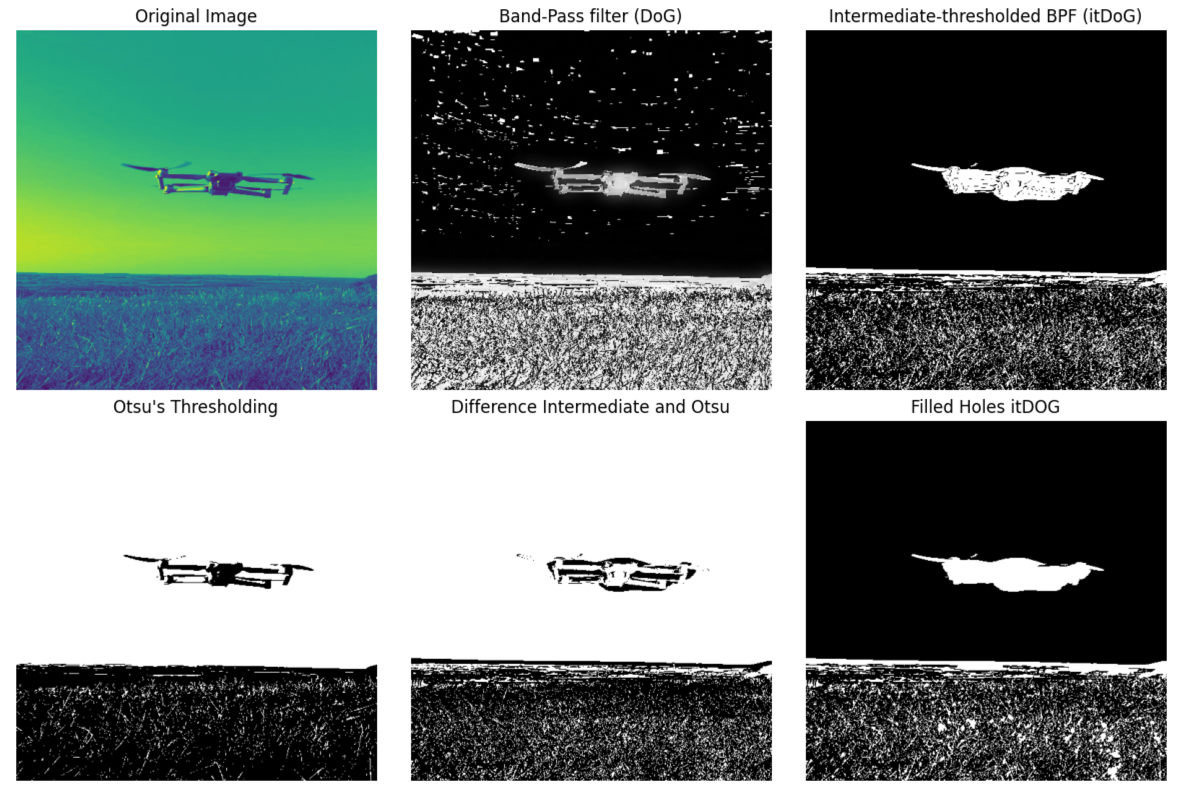 Original Image
Band-Pass filter (DoG)
Intermediate-thresholded BPF (itDoG)
Otsu's Thresholding
Difference Intermediate and Otsu
Filled Holes itDOG